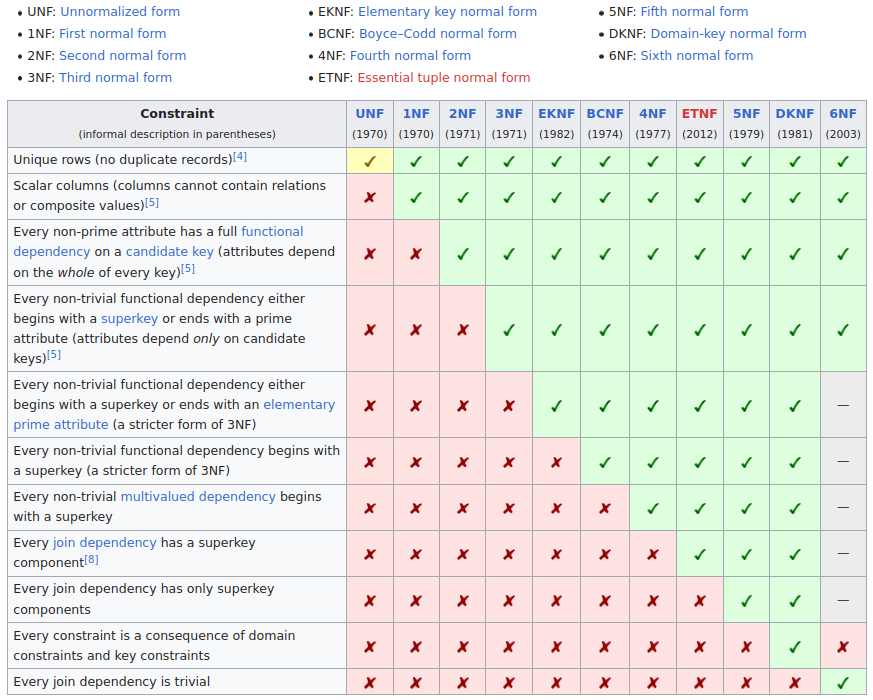 • UNF: Unnormalized form
• 1NF: First normal form
• 2NF: Second normal form
• 3NF: Third normal form
• EKNF: Elementary key normal form
• BCNF: Boyce–Codd normal form
• 4NF: Fourth normal form
• ETNF: Essential tuple normal form
• 5NF: Fifth normal form
• DKNF: Domain-key normal form
• 6NF: Sixth normal form
Constraint UNF 1NF 2NF 3NF EKNF BCNF 4NF ETNF 5NF DKNF 6NF
(informal description in parentheses) (1970) (1970) (1971) (1971) (1982) (1974) (1977) (2012) (1979) (1981) (2003)
Unique rows (no duplicate records)[4] ✓ ✓ ✓ ✓ ✓ ✓ ✓ ✓ ✓ ✓ ✓
Scalar columns (columns cannot contain relations
or composite values)[5] ✗ ✓ ✓ ✓ ✓ ✓ ✓ ✓ ✓ ✓ ✓
Every non-prime attribute has a full functional
dependency on a candidate key (attributes depend
on the whole of every key)[5] ✗ ✗ ✓ ✓ ✓ ✓ ✓ ✓ ✓ ✓ ✓
Every non-trivial functional dependency either
begins with a superkey or ends with a prime
attribute (attributes depend only on candidate
keys)[5] ✗ ✗ ✗ ✓ ✓ ✓ ✓ ✓ ✓ ✓ ✓
Every non-trivial functional dependency either
begins with a superkey or ends with an elementary
prime attribute (a stricter form of 3NF) ✗ ✗ ✗ ✗ ✓ ✓ ✓ ✓ ✓ ✓ —
Every non-trivial functional dependency begins with
a superkey (a stricter form of 3NF) ✗ ✗ ✗ ✗ ✗ ✓ ✓ ✓ ✓ ✓ —
Every non-trivial multivalued dependency begins
with a superkey ✗ ✗ ✗ ✗ ✗ ✗ ✓ ✓ ✓ ✓ —
Every join dependency has a superkey
component[8] ✗ ✗ ✗ ✗ ✗ ✗ ✗ ✓ ✓ ✓ —
Every join dependency has only superkey
components ✗ ✗ ✗ ✗ ✗ ✗ ✗ ✗ ✓ ✓ —
Every constraint is a consequence of domain
constraints and key constraints ✗ ✗ ✗ ✗ ✗ ✗ ✗ ✗ ✗ ✓ ✗
Every join dependency is trivial ✗ ✗ ✗ ✗ ✗ ✗ ✗ ✗ ✗ ✗ ✓